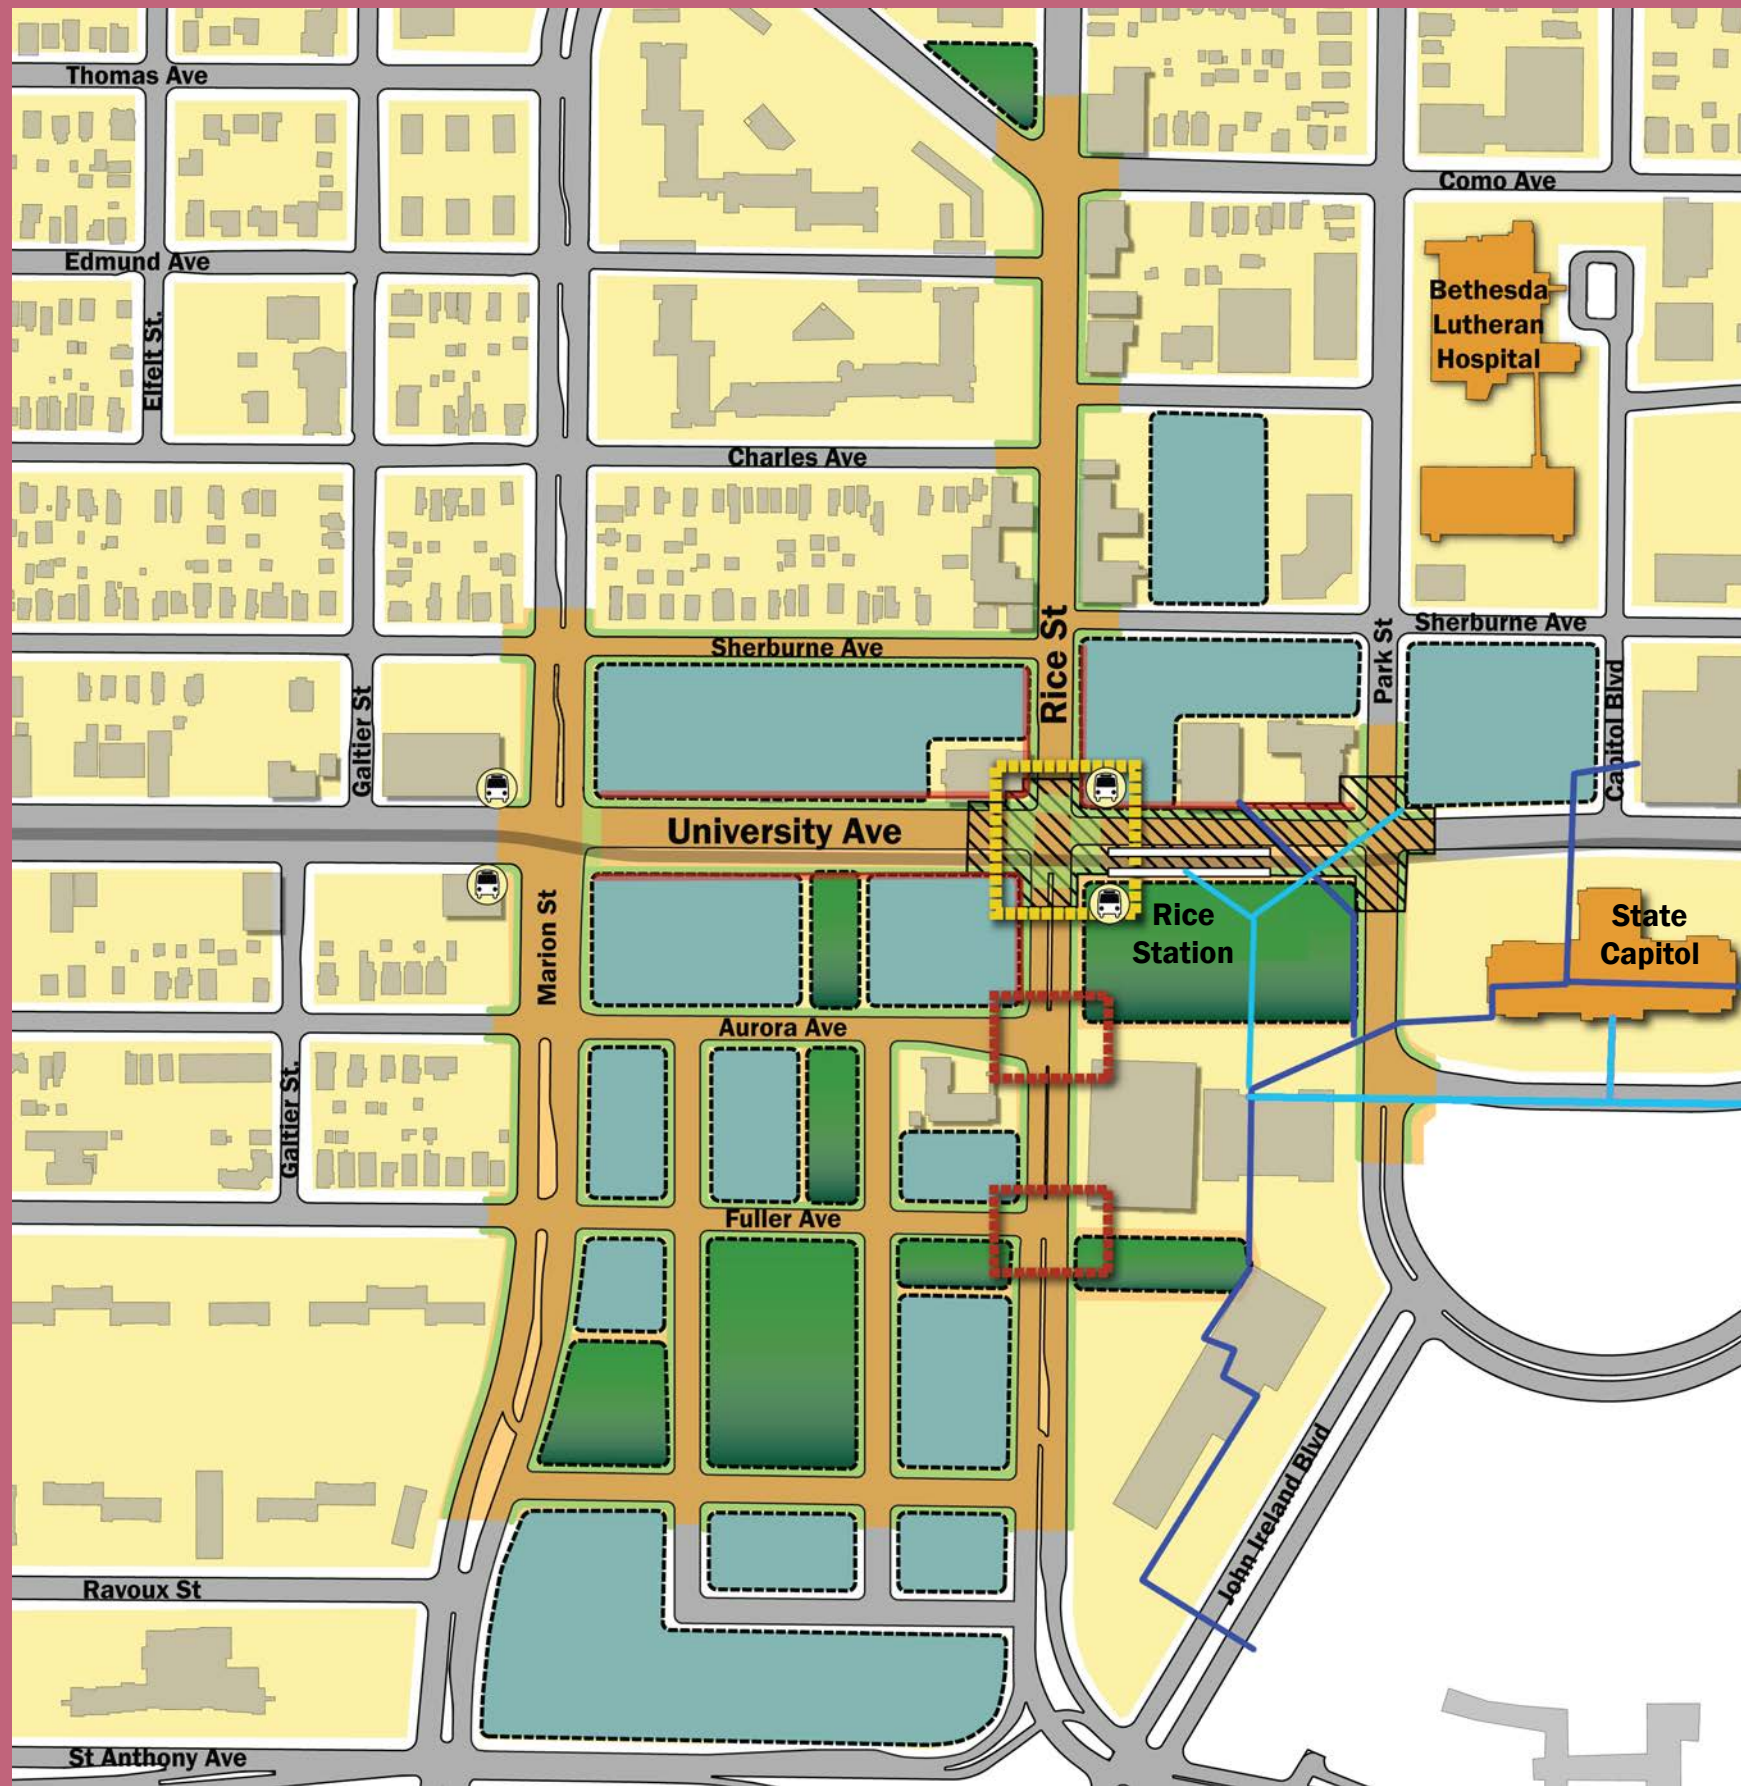 Thomas Ave
Como Ave
Edmund Ave
Bethesda
Lutheran
Hospital
Elfelt St.
Charles Ave
Rice St
Sherburne Ave
Sherburne Ave
Park St
Capitol Blvd
Galtier St
University Ave
Marion St
Rice
Station
State
Capitol
Aurora Ave
Galtier St.
Fuller Ave
John Ireland Blvd
Ravoux St
St Anthony Ave